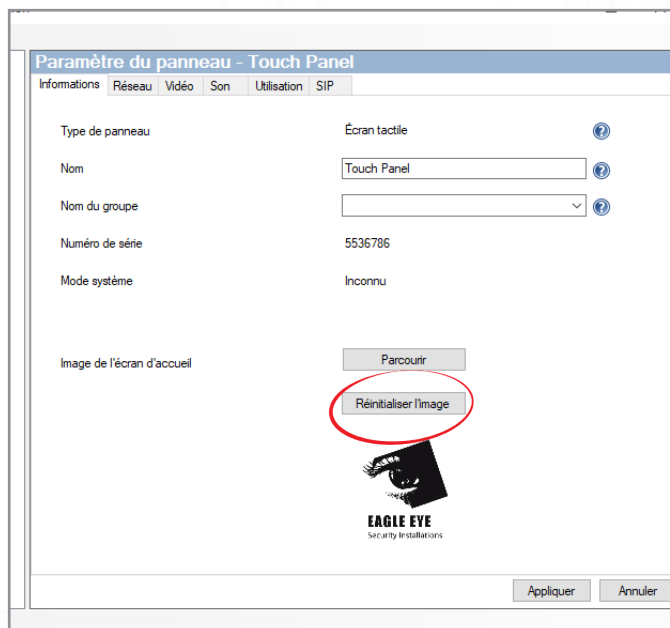 Paramètre du panneau - Touch Panel
Informations Réseau Vidéo Son Utilisation SIP
Type de panneau Écran tactile
Nom Touch Panel
Nom du groupe
Numéro de série 5536786
Mode système Inconnu
Image de l'écran d'accueil Parcourir
Réinitialiser l'image
EAGLE EYE
Security Installations
Appliquer Annuler